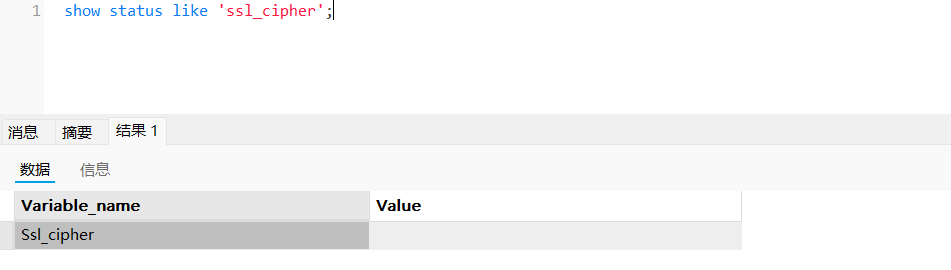 1 show status like 'ssl_cipher';
消息 摘要 结果 1
数据 信息
Variable_name Value
Ssl_cipher